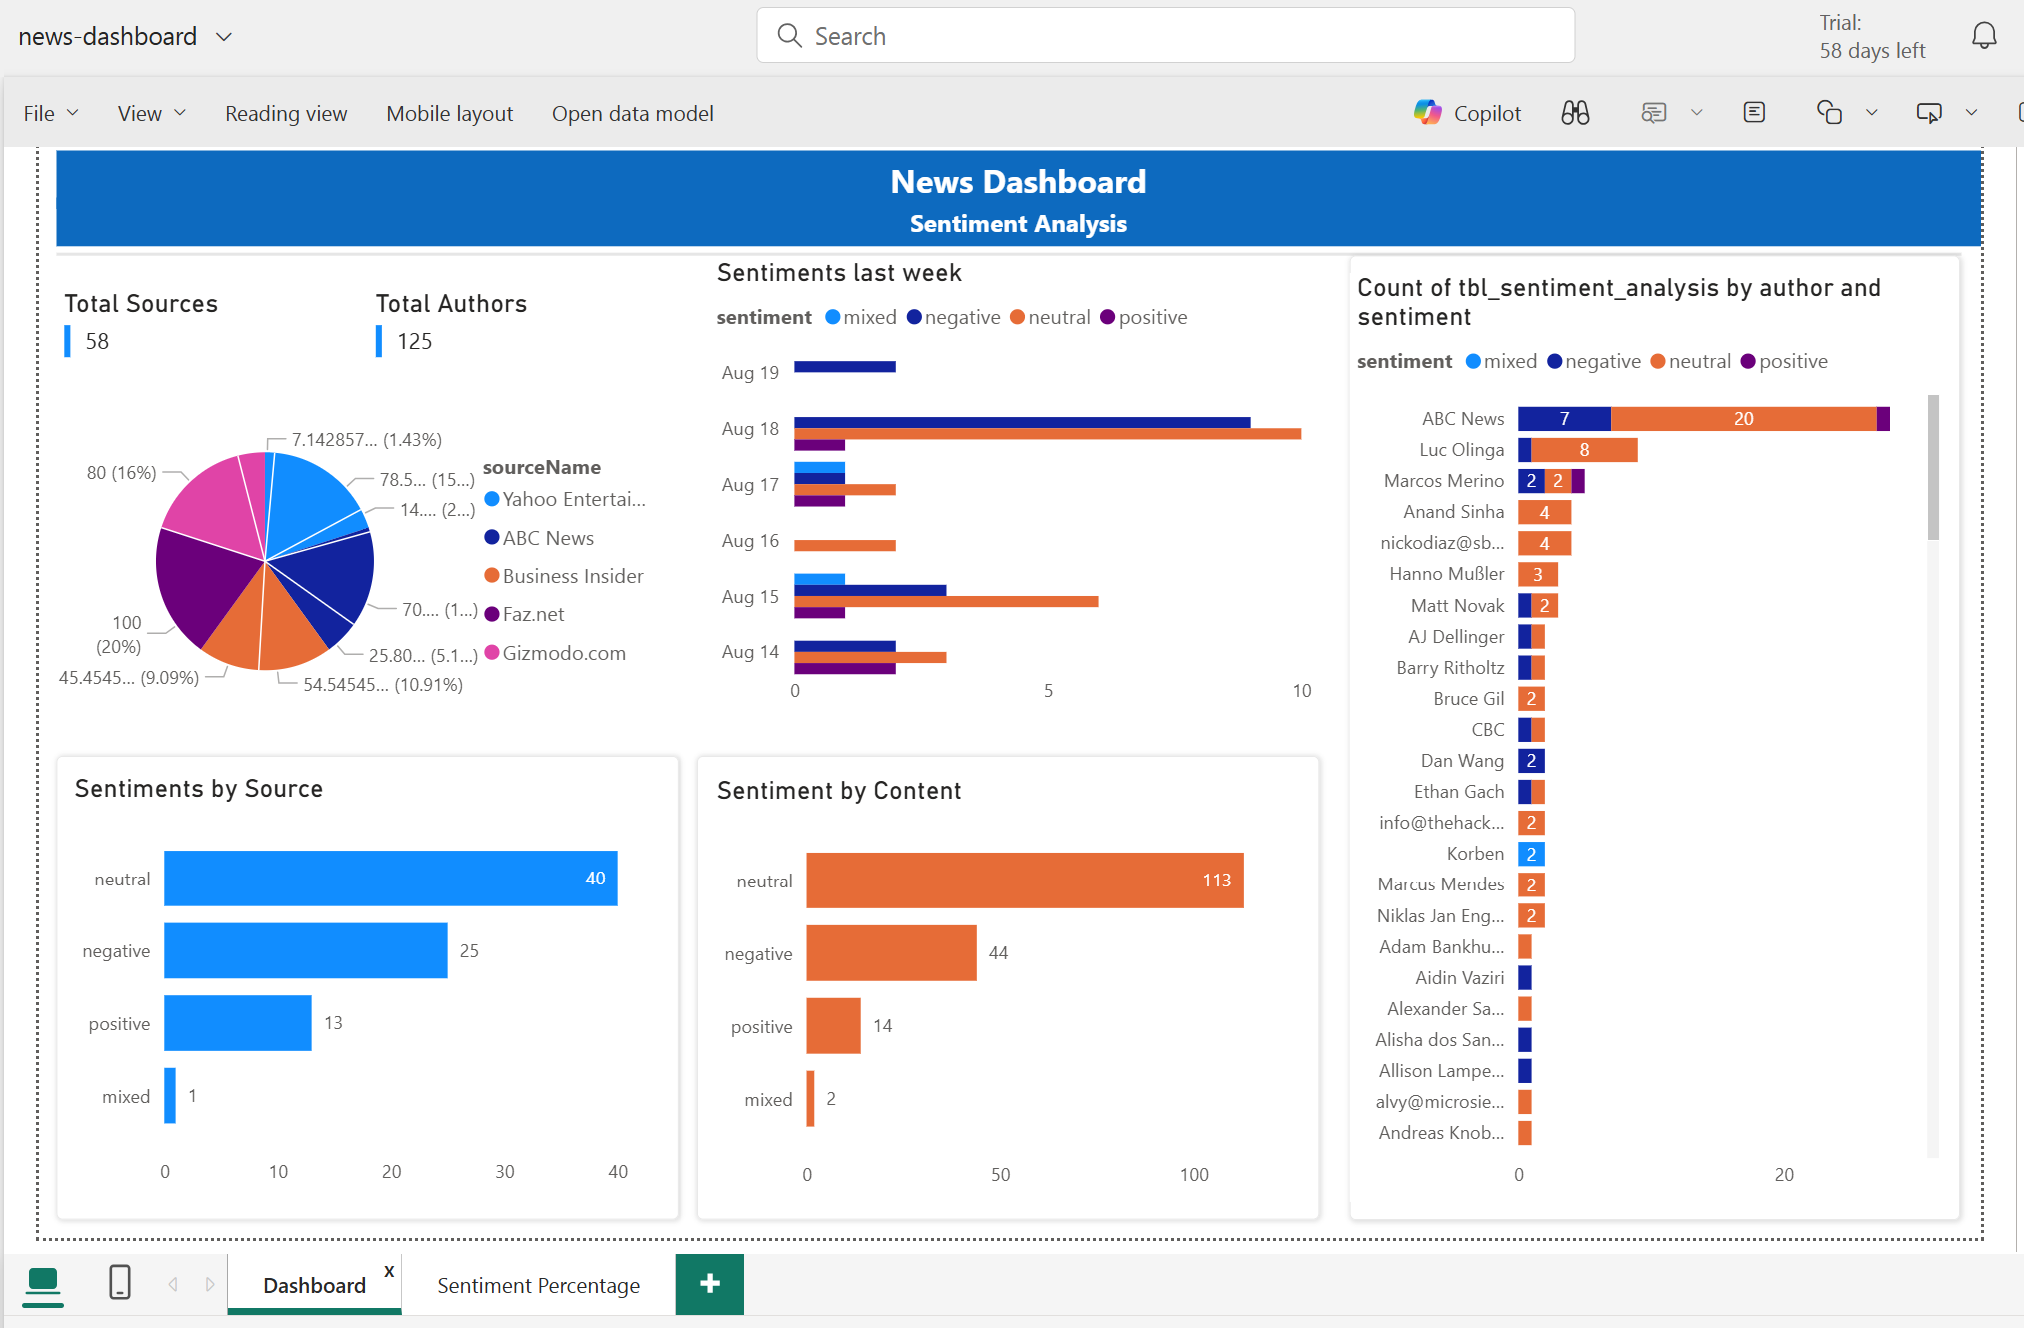 news-dashboard
Search
Trial:
58 days left
File
View
Reading view
Mobile layout
Open data model
Copilot
News Dashboard
Sentiment Analysis
Total Sources
58
Total Authors
125
7.142857... (1.43%)
80 (16%)
78.5... (15...)
14.... (2...)
70.... (1...)
100
(20%)
25.80... (5.1...)
45.4545... (9.09%)
54.54545... (10.91%)
sourceName
Yahoo Entertai...
ABC News
Business Insider
Faz.net
Gizmodo.com
Sentiments last week
sentiment mixed negative neutral positive
Aug 19
Aug 18
Aug 17
Aug 16
Aug 15
Aug 14
0 5 10
Count of tbl_sentiment_analysis by author and
sentiment
sentiment mixed negative neutral positive
ABC News 7 20
Luc Olinga 8
Marcos Merino 2 2
Anand Sinha 4
nickodiaz@sb... 4
Hanno Mußler 3
Matt Novak 2
AJ Dellinger
Barry Ritholtz
Bruce Gil 2
CBC
Dan Wang 2
Ethan Gach
info@thehack... 2
Korben 2
Marcus Mendes 2
Niklas Jan Eng... 2
Adam Bankhu...
Aidin Vaziri
Alexander Sa...
Alisha dos San...
Allison Lampe...
alvy@microsie...
Andreas Knob...
0 20
Sentiments by Source
neutral 40
negative 25
positive 13
mixed 1
0 10 20 30 40
Sentiment by Content
neutral 113
negative 44
positive 14
mixed 2
0 50 100
Dashboard x
Sentiment Percentage
+